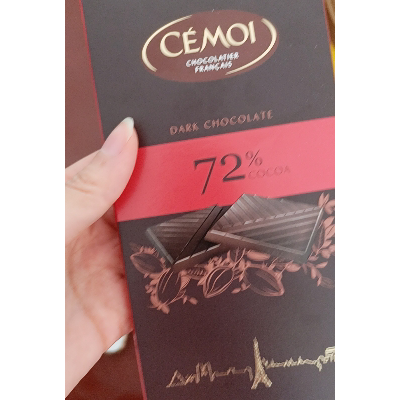 CÉMOI
CHOCOLATIER
FRANÇAIS
DARK CHOCOLATE
72%
COCOA